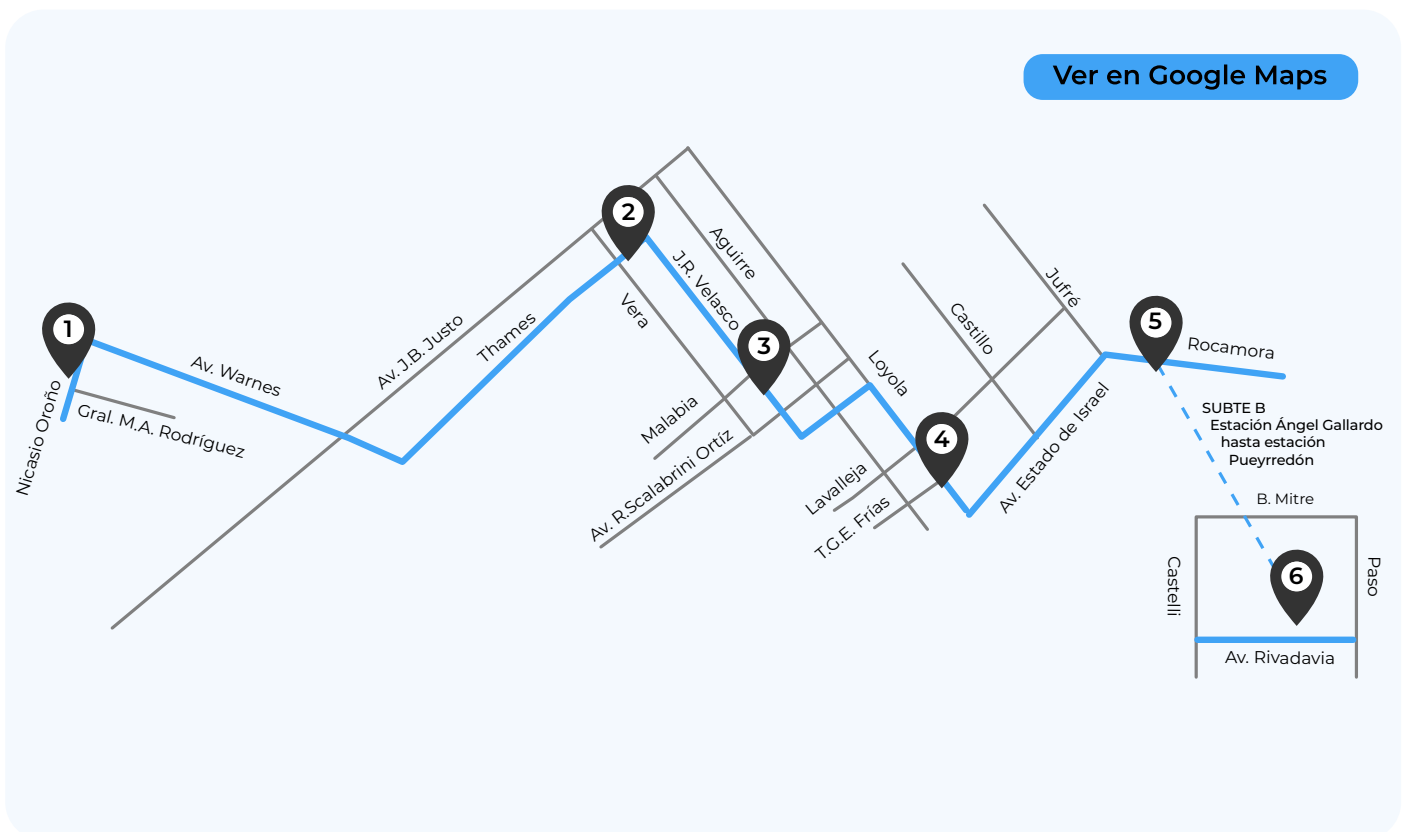 Ver en Google Maps
1
2
3
4
5
6
Nicasio Oroño
Gral. M.A. Rodríguez
Av. Warnes
Av. J.B. Justo
Thames
Vera
J.R. Velasco
Aguirre
Malabia
Av. R.Scalabrini Ortíz
Loyola
Lavalleja
T.G.E. Frías
Castillo
Jufré
Av. Estado de Israel
Rocamora
SUBTE B
Estación Ángel Gallardo
hasta estación
Pueyrredón
B. Mitre
Castelli
Paso
Av. Rivadavia